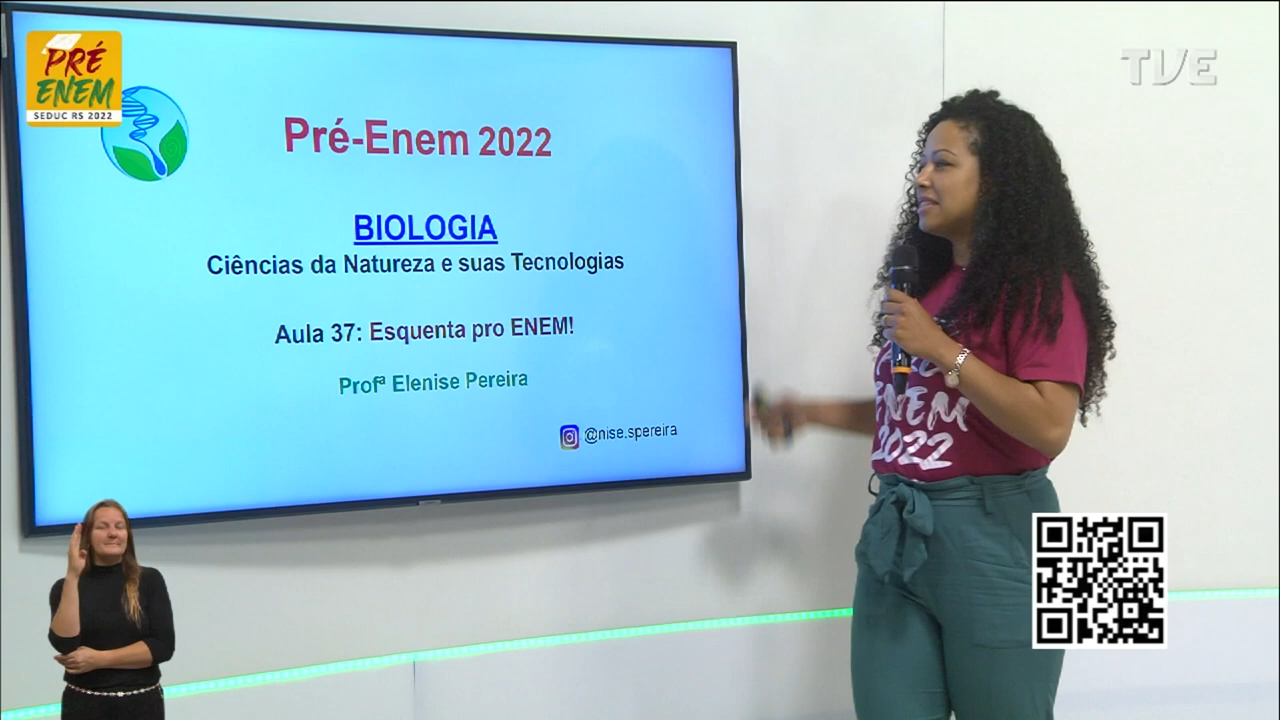 PRÉ
ENEM
SEDUC RS 2022
TVE
Pré-Enem 2022
BIOLOGIA
Ciências da Natureza e suas Tecnologias
Aula 37: Esquenta pro ENEM!
Profª Elenise Pereira
@nise.spereira
ENEM
2022